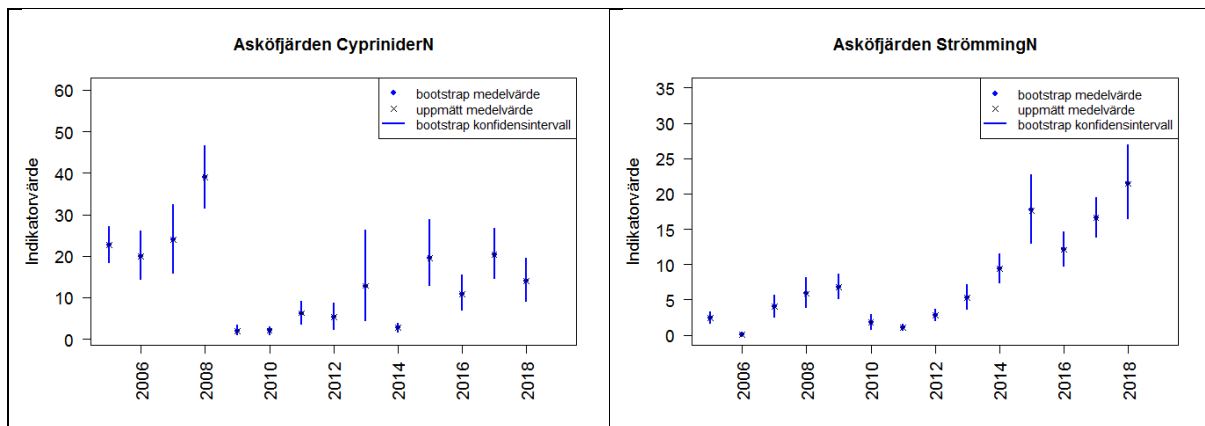 Asköfjärden CypriniderN
bootstrap medelvärde
uppmätt medelvärde
bootstrap konfidensintervall
Indikatorvärde
60
50
40
30
20
10
0
2006
2008
2010
2012
2014
2016
2018
Asköfjärden StrömmingN
bootstrap medelvärde
uppmätt medelvärde
bootstrap konfidensintervall
Indikatorvärde
35
30
25
20
15
10
5
0
2006
2008
2010
2012
2014
2016
2018